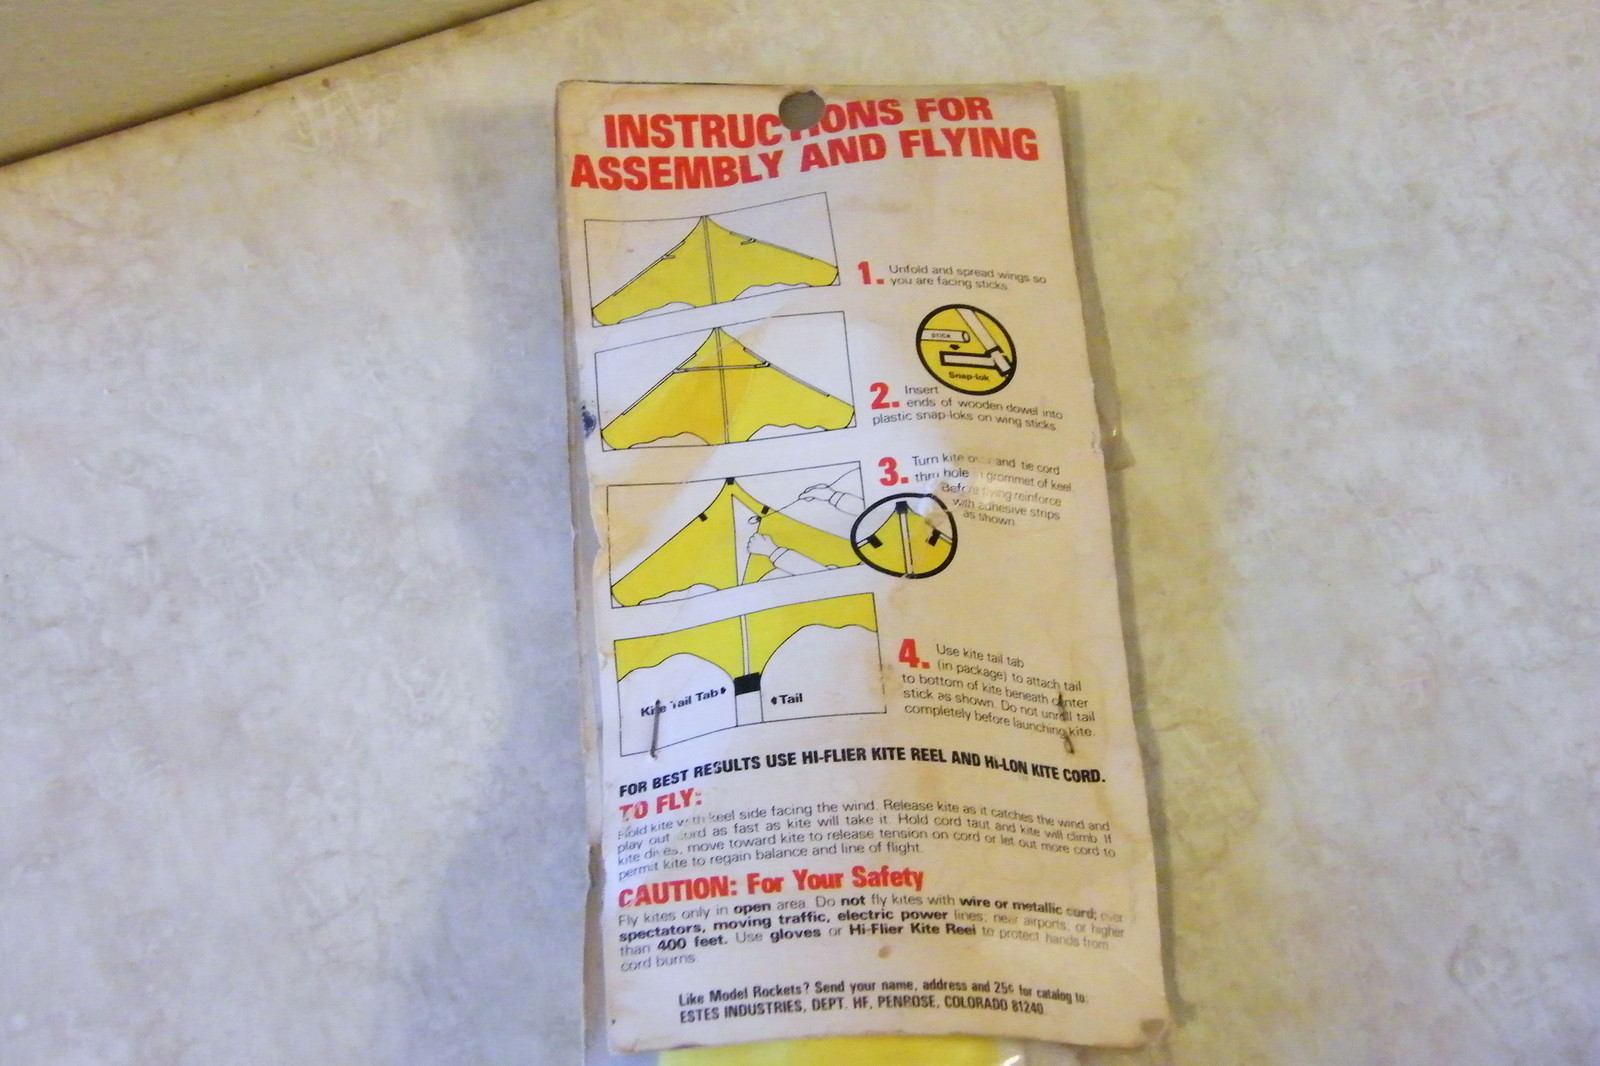 INSTRUCTIONS FOR
ASSEMBLY AND FLYING
1. Unfold and spread wings so
you are facing sticks.
STICK
Snap-lok
2. Insert
ends of wooden dowel into
plastic snap-loks on wing sticks.
3. Turn kite and tie cord
thru hole grommet of keel.
Before flying reinforce
with adhesive strips
as shown.
4. Use kite tail tab
(in package) to attach tail
to bottom of kite beneath center
stick as shown. Do not unroll tail
completely before launching kite.
Kite Tail Tab
Tail
FOR BEST RESULTS USE HI-FLIER KITE REEL AND Hi-LON KITE CORD.
TO FLY:
Hold kite with keel side facing the wind. Release kite as it catches the wind and
play out cord as fast as kite will take it. Hold cord taut and kite will climb. If
kite dives, move toward kite to release tension on cord or let out more cord to
permit kite to regain balance and line of flight.
CAUTION: For Your Safety
Fly kites only in open area. Do not fly kites with wire or metallic cord; over
spectators, moving traffic, electric power lines, near airports, or higher
than 400 feet. Use gloves or Hi-Flier Kite Reel to protect hands from
cord burns.
Like Model Rockets? Send your name, address and 25¢ for catalog to:
ESTES INDUSTRIES, DEPT. HF, PENROSE, COLORADO 81240